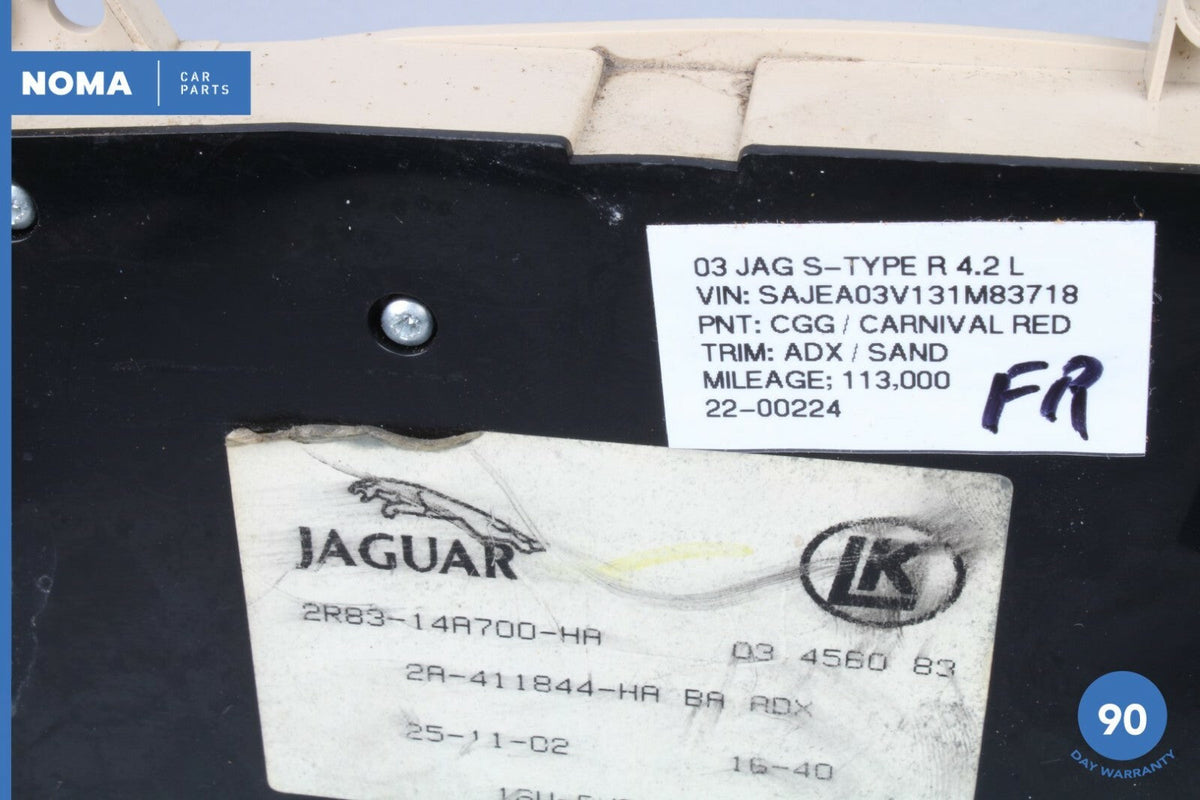 NOMA CAR PARTS
03 JAG S-TYPE R 4.2 L
VIN: SAJEA03V131M83718
PNT: CGG / CARNIVAL RED
TRIM: ADX / SAND
MILEAGE; 113,000
22-00224
FR
JAGUAR
LK
2R83-14A700-HA
03 4560 83
2A-411844-HA BA ADX
25-11-02
16-40
90
DAY WARRANTY